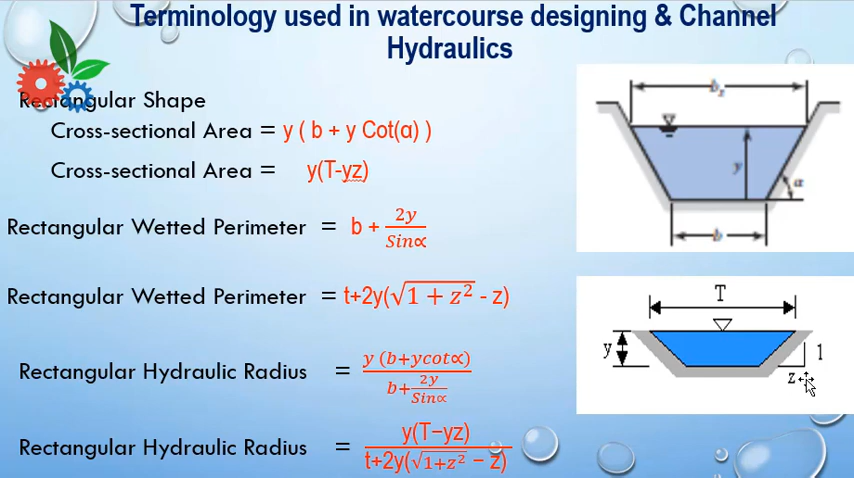 Terminology used in watercourse designing & Channel
Hydraulics
Rectangular Shape
Cross-sectional Area = y ( b + y Cot(α) )
Cross-sectional Area = y(T-yz)
Rectangular Wetted Perimeter = b + 2y/Sin∝
Rectangular Wetted Perimeter = t+2y(√1 + z² - z)
Rectangular Hydraulic Radius = y (b+ycot∝)/b+2y/Sin∝
Rectangular Hydraulic Radius = y(T−yz)/t+2y(√1+z² − z)
y
α
b
T
y
1
z